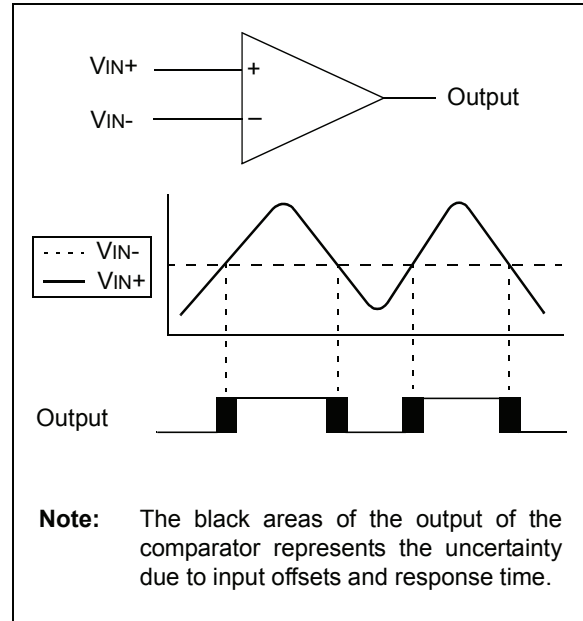 VIN+
+
Output
VIN-
–
VIN-
VIN+
Output
Note: The black areas of the output of the
comparator represents the uncertainty
due to input offsets and response time.